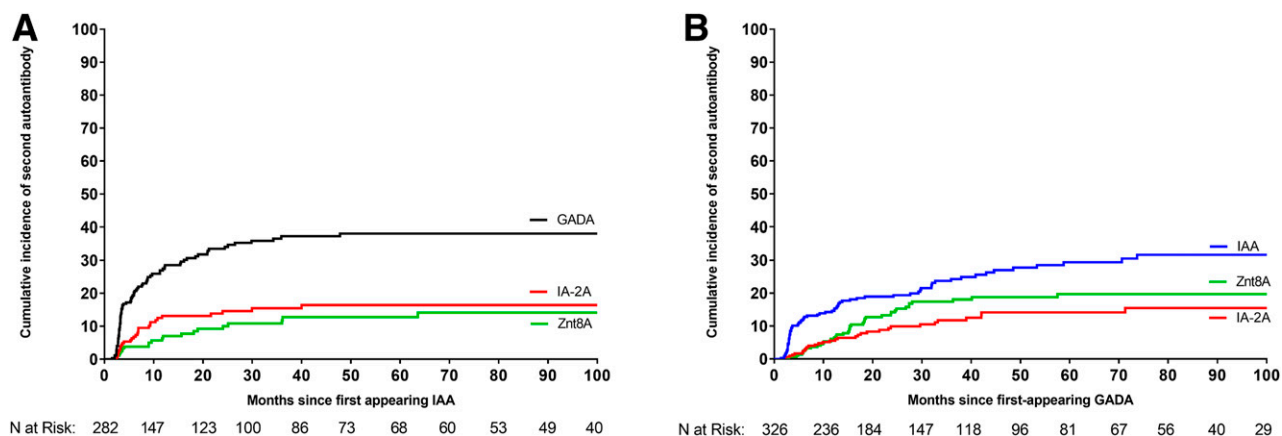 A
Cumulative incidence of second autoantibody
100
90
80
70
60
50
40
30
20
10
0
GADA
IA-2A
Znt8A
0 10 20 30 40 50 60 70 80 90 100
Months since first appearing IAA
N at Risk: 282 147 123 100 86 73 68 60 53 49 40
B
Cumulative incidence of second autoantibody
100
90
80
70
60
50
40
30
20
10
0
IAA
Znt8A
IA-2A
0 10 20 30 40 50 60 70 80 90 100
Months since first-appearing GADA
N at Risk: 326 236 184 147 118 96 81 67 56 40 29